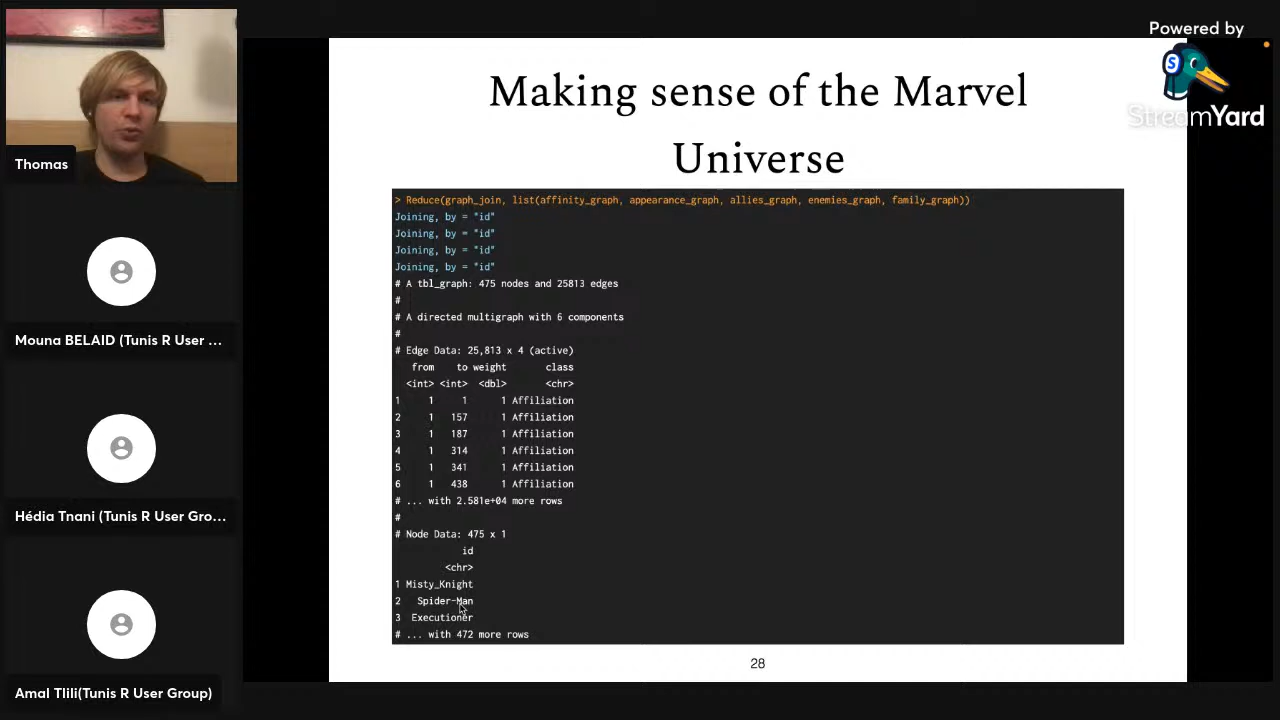 Powered by
StreamYard
Making sense of the Marvel
Universe
> Reduce(graph_join, list(affinity_graph, appearance_graph, allies_graph, enemies_graph, family_graph))
Joining, by = "id"
Joining, by = "id"
Joining, by = "id"
Joining, by = "id"
# A tbl_graph: 475 nodes and 25813 edges
#
# A directed multigraph with 6 components
#
# Edge Data: 25,813 x 4 (active)
from to weight class
<int> <int> <dbl> <chr>
1 1 1 1 Affiliation
2 1 157 1 Affiliation
3 1 187 1 Affiliation
4 1 314 1 Affiliation
5 1 341 1 Affiliation
6 1 438 1 Affiliation
# ... with 2.581e+04 more rows
#
# Node Data: 475 x 1
id
<chr>
1 Misty_Knight
2 Spider-Man
3 Executioner
# ... with 472 more rows
28
Thomas
Mouna BELAID (Tunis R User ...
Hédia Tnani (Tunis R User Gro...
Amal Tlili(Tunis R User Group)